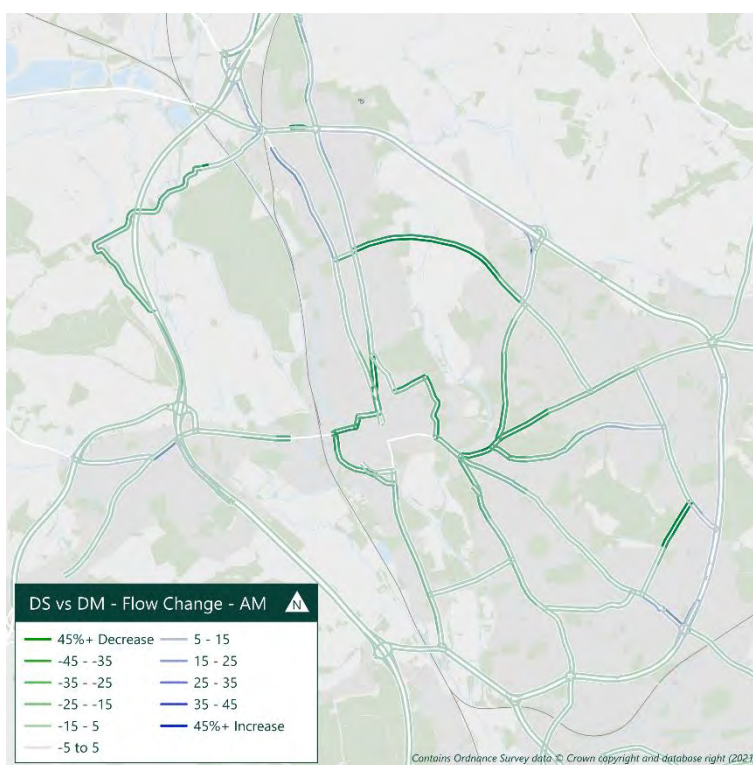 DS vs DM - Flow Change - AM
N
45%+ Decrease
-45 - -35
-35 - -25
-25 - -15
-15 - 5
-5 to 5
5 - 15
15 - 25
25 - 35
35 - 45
45%+ Increase
Contains Ordnance Survey data © Crown copyright and database right (2021